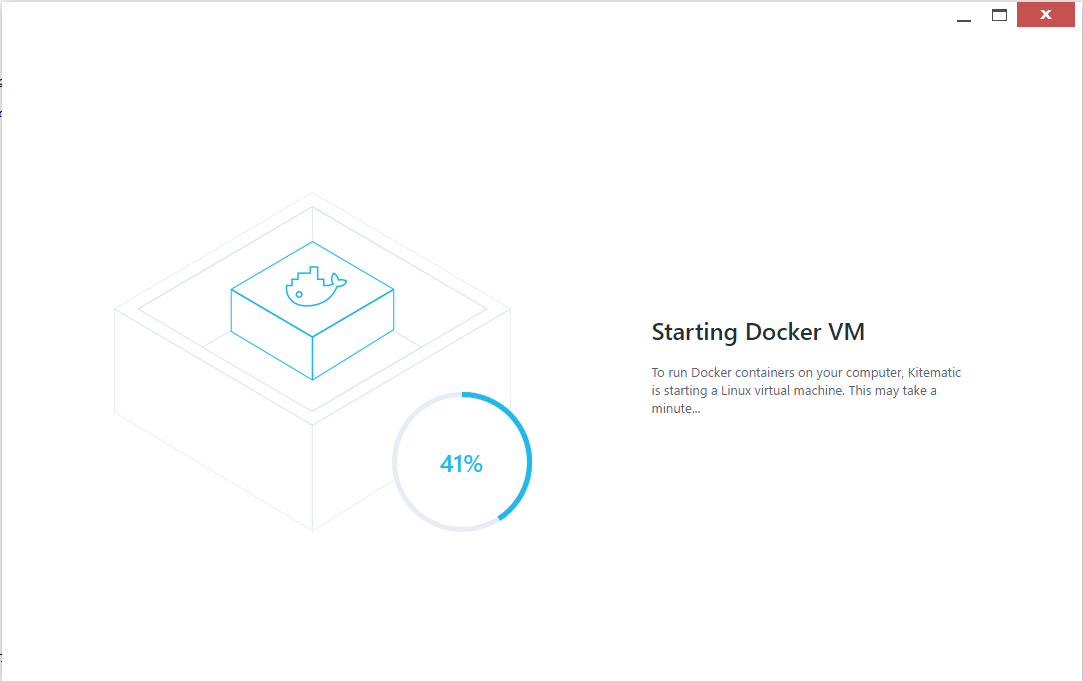 Starting Docker VM
To run Docker containers on your computer, Kitematic
is starting a Linux virtual machine. This may take a
minute...
41%